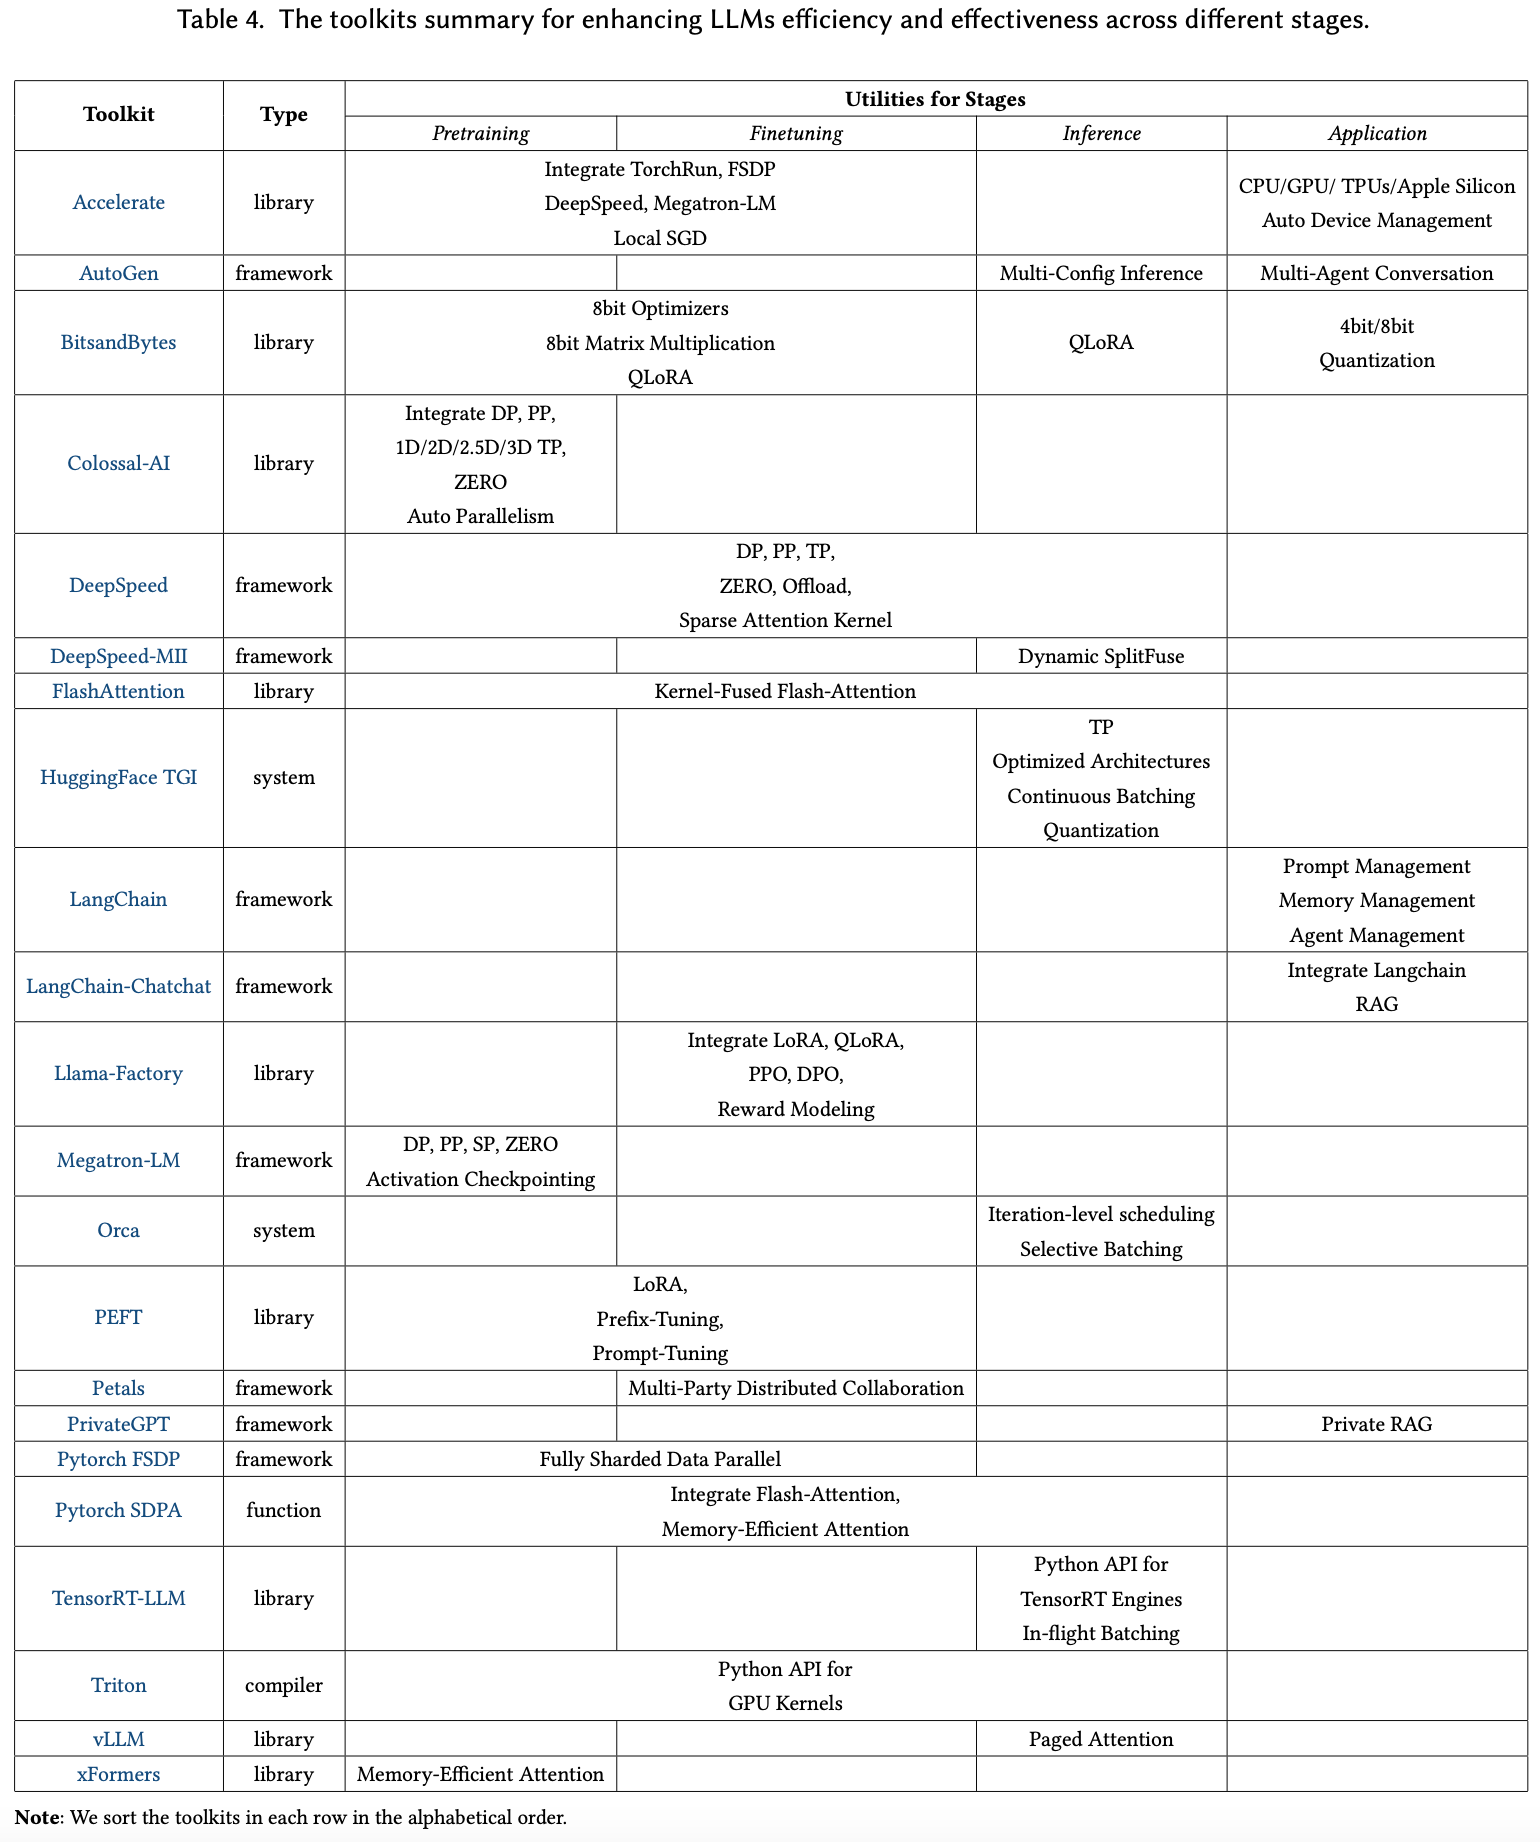 Table 4. The toolkits summary for enhancing LLMs efficiency and effectiveness across different stages.
Toolkit
Type
Utilities for Stages
Pretraining
Finetuning
Inference
Application
Accelerate
library
Integrate TorchRun, FSDP
DeepSpeed, Megatron-LM
Local SGD
CPU/GPU/ TPUs/Apple Silicon
Auto Device Management
AutoGen
framework
Multi-Config Inference
Multi-Agent Conversation
BitsandBytes
library
8bit Optimizers
8bit Matrix Multiplication
QLoRA
QLoRA
4bit/8bit
Quantization
Colossal-AI
library
Integrate DP, PP,
1D/2D/2.5D/3D TP,
ZERO
Auto Parallelism
DeepSpeed
framework
DP, PP, TP,
ZERO, Offload,
Sparse Attention Kernel
DeepSpeed-MII
framework
Dynamic SplitFuse
FlashAttention
library
Kernel-Fused Flash-Attention
HuggingFace TGI
system
TP
Optimized Architectures
Continuous Batching
Quantization
LangChain
framework
Prompt Management
Memory Management
Agent Management
LangChain-Chatchat
framework
Integrate Langchain
RAG
Llama-Factory
library
Integrate LoRA, QLoRA,
PPO, DPO,
Reward Modeling
Megatron-LM
framework
DP, PP, SP, ZERO
Activation Checkpointing
Orca
system
Iteration-level scheduling
Selective Batching
PEFT
library
LoRA,
Prefix-Tuning,
Prompt-Tuning
Petals
framework
Multi-Party Distributed Collaboration
PrivateGPT
framework
Private RAG
Pytorch FSDP
framework
Fully Sharded Data Parallel
Pytorch SDPA
function
Integrate Flash-Attention,
Memory-Efficient Attention
TensorRT-LLM
library
Python API for
TensorRT Engines
In-flight Batching
Triton
compiler
Python API for
GPU Kernels
vLLM
library
Paged Attention
xFormers
library
Memory-Efficient Attention
Note: We sort the toolkits in each row in the alphabetical order.